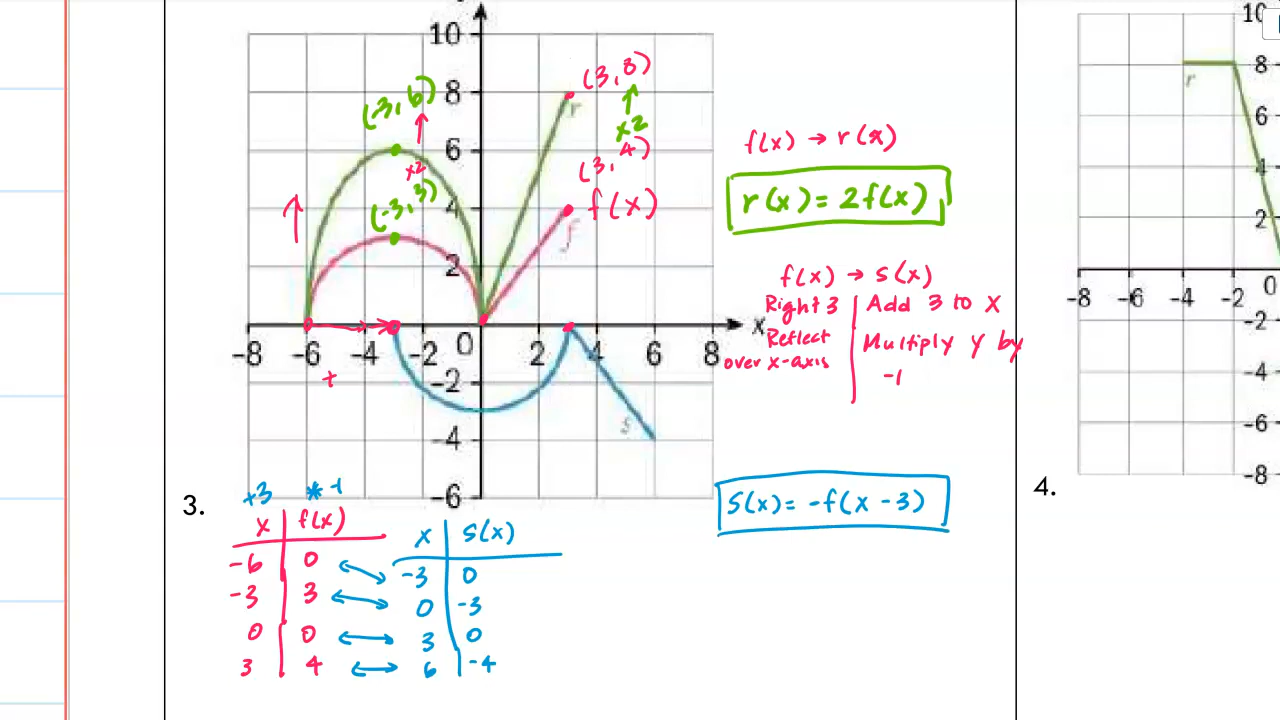 10
8
6
4
2
-8 -6 -4 -2 0 2 4 6 8 x
-2
-4
-6
(-3, 6)
x2
(-3, 3)
+
(3, 8)
r
x2
(3, 4)
f(x)
f
s
f(x) → r(x)
r(x) = 2f(x)
f(x) → s(x)
Right 3 | Add 3 to x
Reflect over x-axis | Multiply y by -1
S(x) = -f(x - 3)
3.
+3 * -1
x f(x)
-6 0
-3 3
0 0
3 4
x S(x)
-3 0
0 -3
3 0
6 -4
4.
10
8
r
6
4
2
-8 -6 -4 -2 0
-2
-4
-6
-8